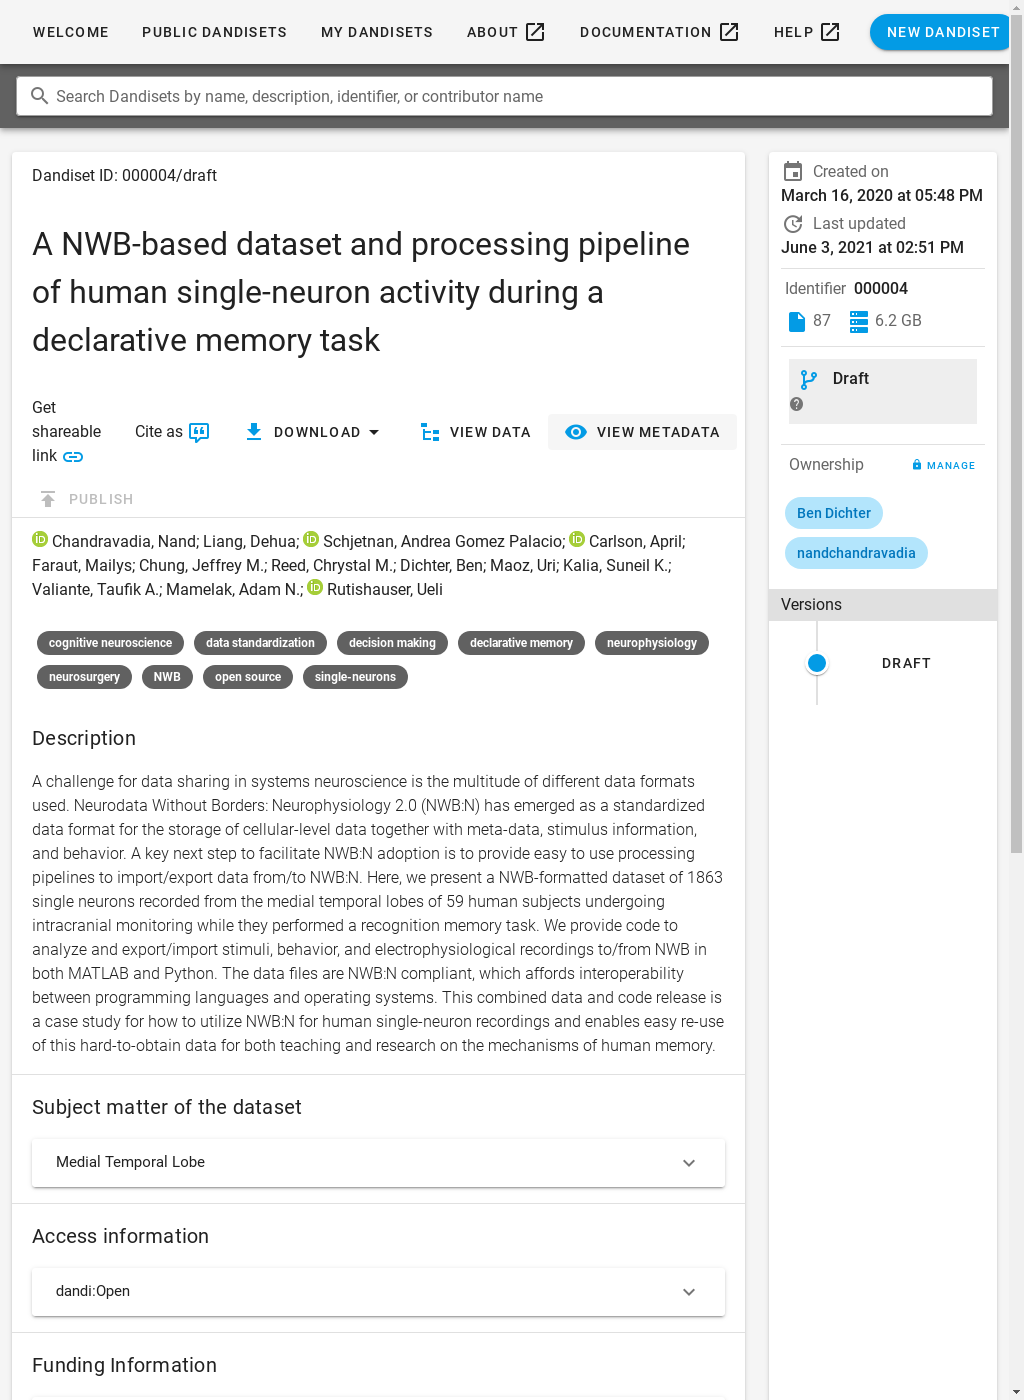 WELCOME PUBLIC DANDISETS MY DANDISETS ABOUT DOCUMENTATION HELP NEW DANDISET
Search Dandisets by name, description, identifier, or contributor name
Dandiset ID: 000004/draft
A NWB-based dataset and processing pipeline
of human single-neuron activity during a
declarative memory task
Get
shareable
link
Cite as
DOWNLOAD
VIEW DATA
VIEW METADATA
PUBLISH
Chandravadia, Nand; Liang, Dehua; Schjetnan, Andrea Gomez Palacio; Carlson, April;
Faraut, Mailys; Chung, Jeffrey M.; Reed, Chrystal M.; Dichter, Ben; Maoz, Uri; Kalia, Suneil K.;
Valiante, Taufik A.; Mamelak, Adam N.; Rutishauser, Ueli
cognitive neuroscience data standardization decision making declarative memory neurophysiology
neurosurgery NWB open source single-neurons
Description
A challenge for data sharing in systems neuroscience is the multitude of different data formats
used. Neurodata Without Borders: Neurophysiology 2.0 (NWB:N) has emerged as a standardized
data format for the storage of cellular-level data together with meta-data, stimulus information,
and behavior. A key next step to facilitate NWB:N adoption is to provide easy to use processing
pipelines to import/export data from/to NWB:N. Here, we present a NWB-formatted dataset of 1863
single neurons recorded from the medial temporal lobes of 59 human subjects undergoing
intracranial monitoring while they performed a recognition memory task. We provide code to
analyze and export/import stimuli, behavior, and electrophysiological recordings to/from NWB in
both MATLAB and Python. The data files are NWB:N compliant, which affords interoperability
between programming languages and operating systems. This combined data and code release is
a case study for how to utilize NWB:N for human single-neuron recordings and enables easy re-use
of this hard-to-obtain data for both teaching and research on the mechanisms of human memory.
Subject matter of the dataset
Medial Temporal Lobe
Access information
dandi:Open
Funding Information
Created on
March 16, 2020 at 05:48 PM
Last updated
June 3, 2021 at 02:51 PM
Identifier 000004
87 6.2 GB
Draft
Ownership MANAGE
Ben Dichter
nandchandravadia
Versions
DRAFT